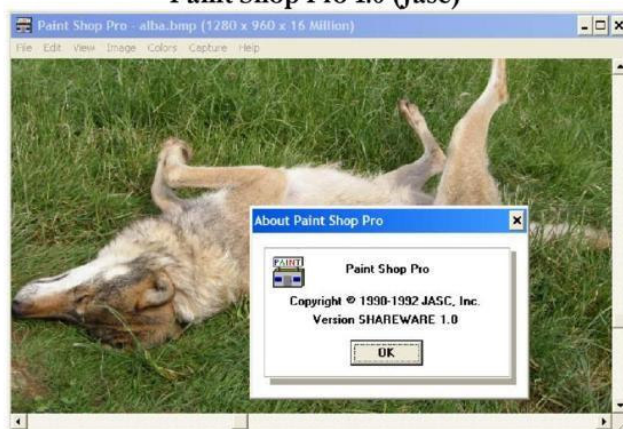 Paint Shop Pro 1.0 (Jasc)
Paint Shop Pro - alba.bmp (1280 x 960 x 16 Million)
File Edit View Image Colors Capture Help
About Paint Shop Pro
PAINT
Paint Shop Pro
Copyright © 1990-1992 JASC, Inc.
Version SHAREWARE 1.0
OK